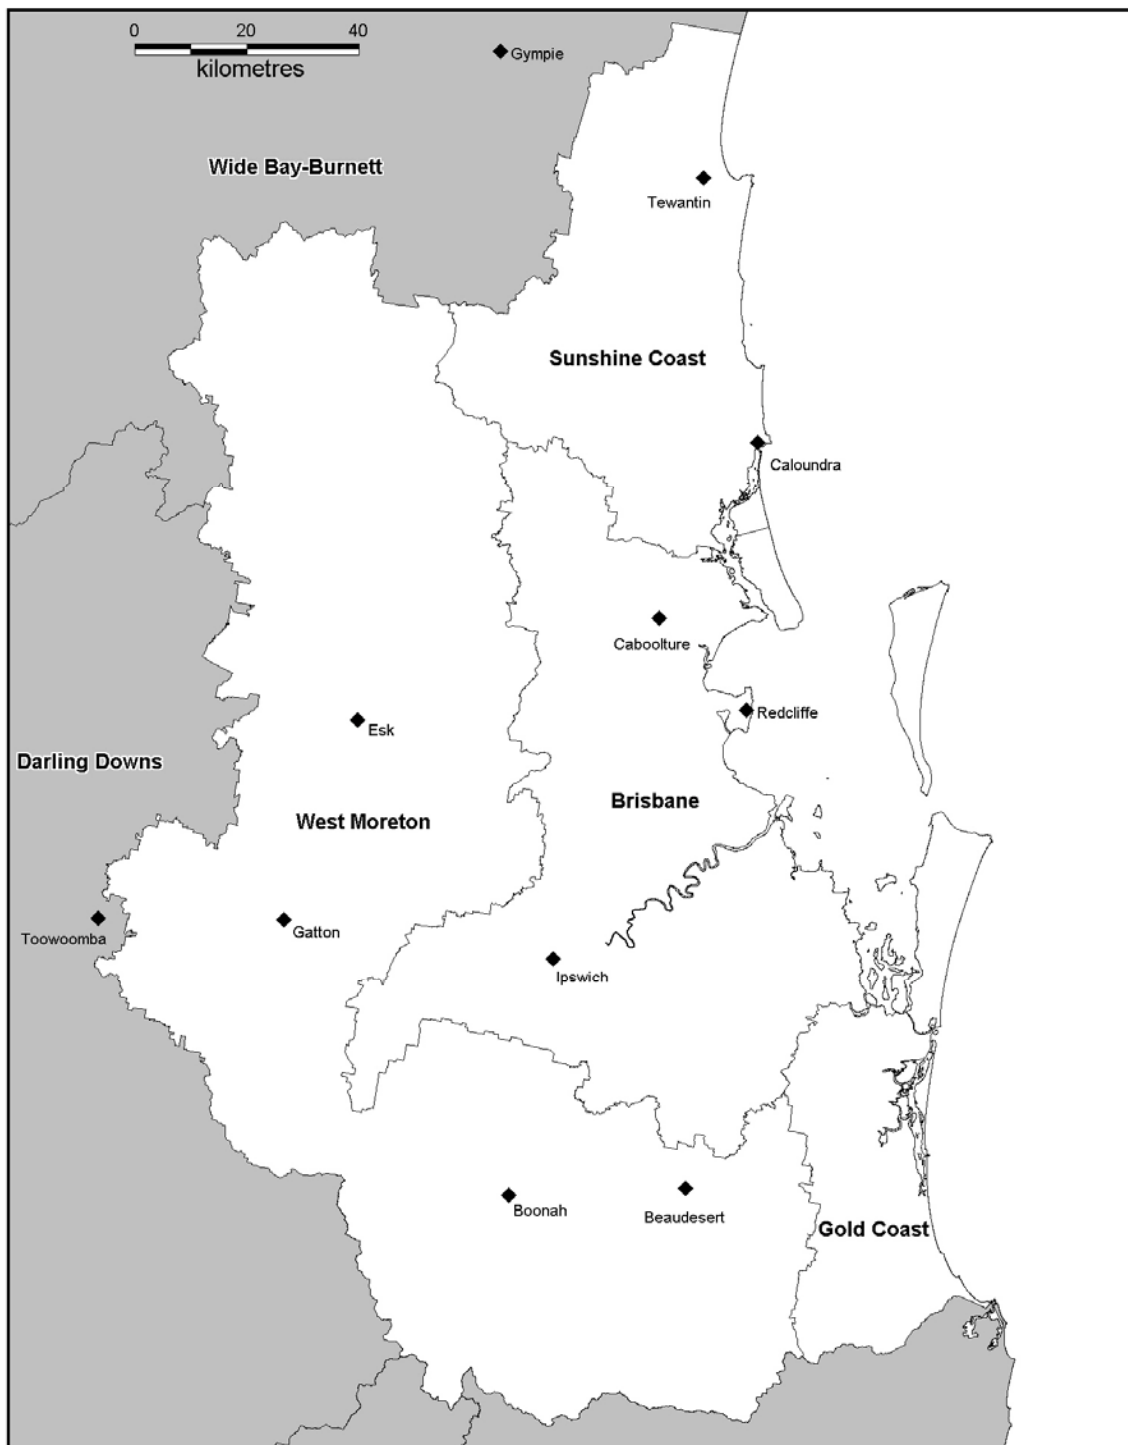 0 20 40
kilometres
Gympie
Wide Bay-Burnett
Tewantin
Sunshine Coast
Caloundra
Caboolture
Redcliffe
Esk
Darling Downs
Brisbane
West Moreton
Toowoomba
Gatton
Ipswich
Boonah
Beaudesert
Gold Coast